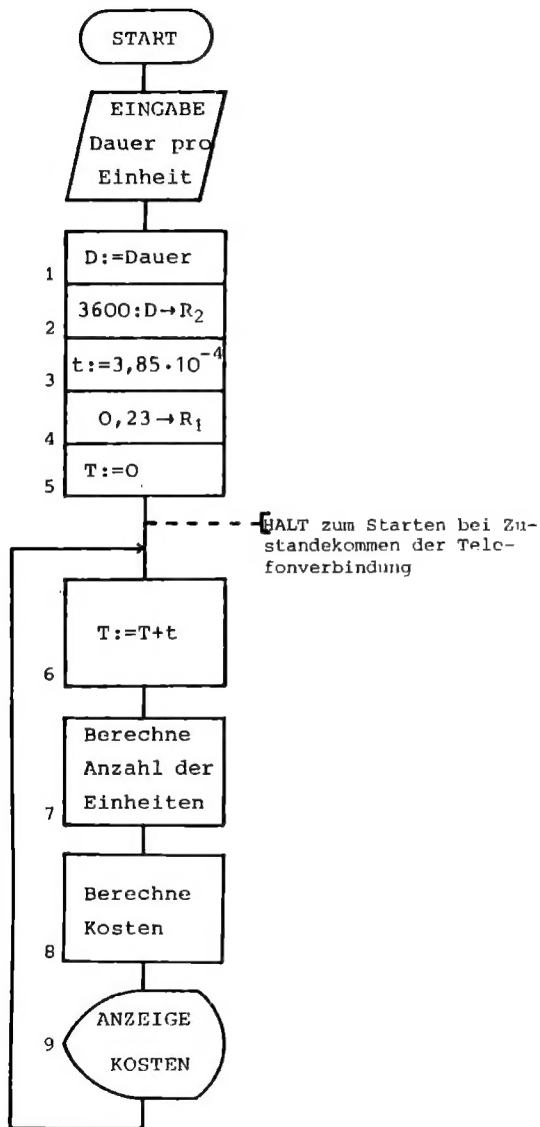 START
EINGABE
Dauer pro
Einheit
1 D:=Dauer
2 3600:D→R₂
3 t:=3,85·10⁻⁴
4 0,23→R₁
5 T:=0
HALT zum Starten bei Zu-
standekommen der Tele-
fonverbindung
6 T:=T+t
7 Berechne
Anzahl der
Einheiten
8 Berechne
Kosten
9 ANZEIGE
KOSTEN